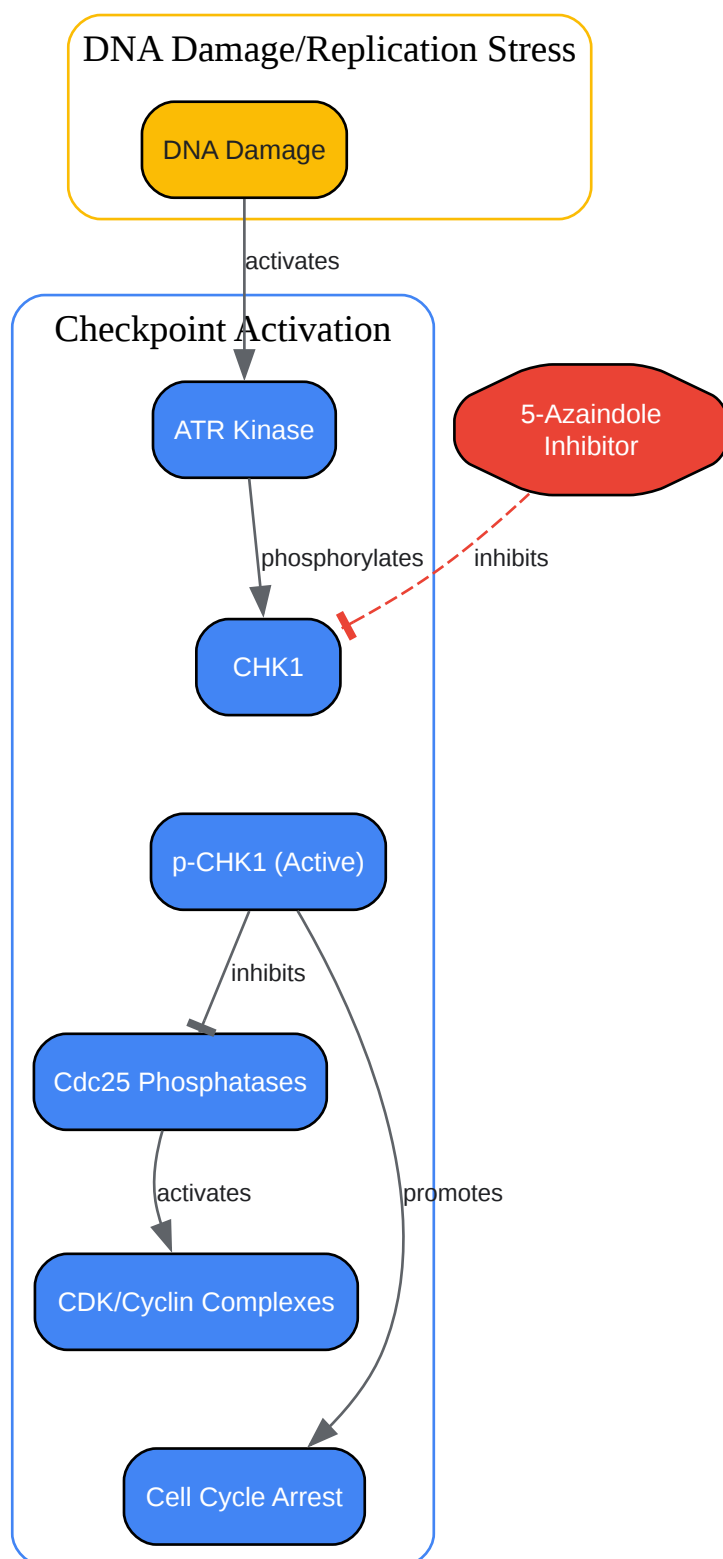 DNA Damage/Replication Stress
DNA Damage
activates
Checkpoint Activation
ATR Kinase
5-Azaindole
Inhibitor
phosphorylates
inhibits
CHK1
p-CHK1 (Active)
inhibits
Cdc25 Phosphatases
activates
promotes
CDK/Cyclin Complexes
Cell Cycle Arrest